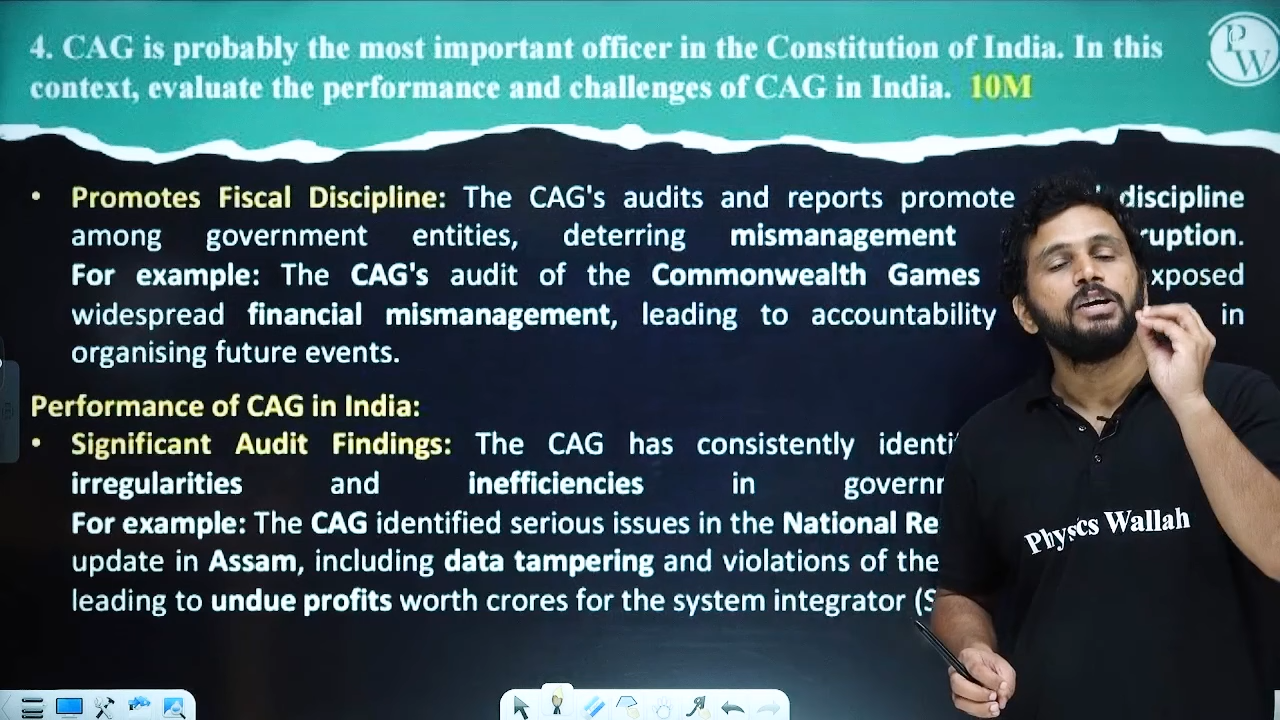 4. CAG is probably the most important officer in the Constitution of India. In this
context, evaluate the performance and challenges of CAG in India. 10M
PW
• Promotes Fiscal Discipline: The CAG's audits and reports promote discipline
among government entities, deterring mismanagement
For example: The CAG's audit of the Commonwealth Games
widespread financial mismanagement, leading to accountability in
organising future events.
Performance of CAG in India:
• Significant Audit Findings: The CAG has consistently
irregularities and inefficiencies in
For example: The CAG identified serious issues in the National
update in Assam, including data tampering and violations of the
leading to undue profits worth crores for the system integrator
Physics Wallah